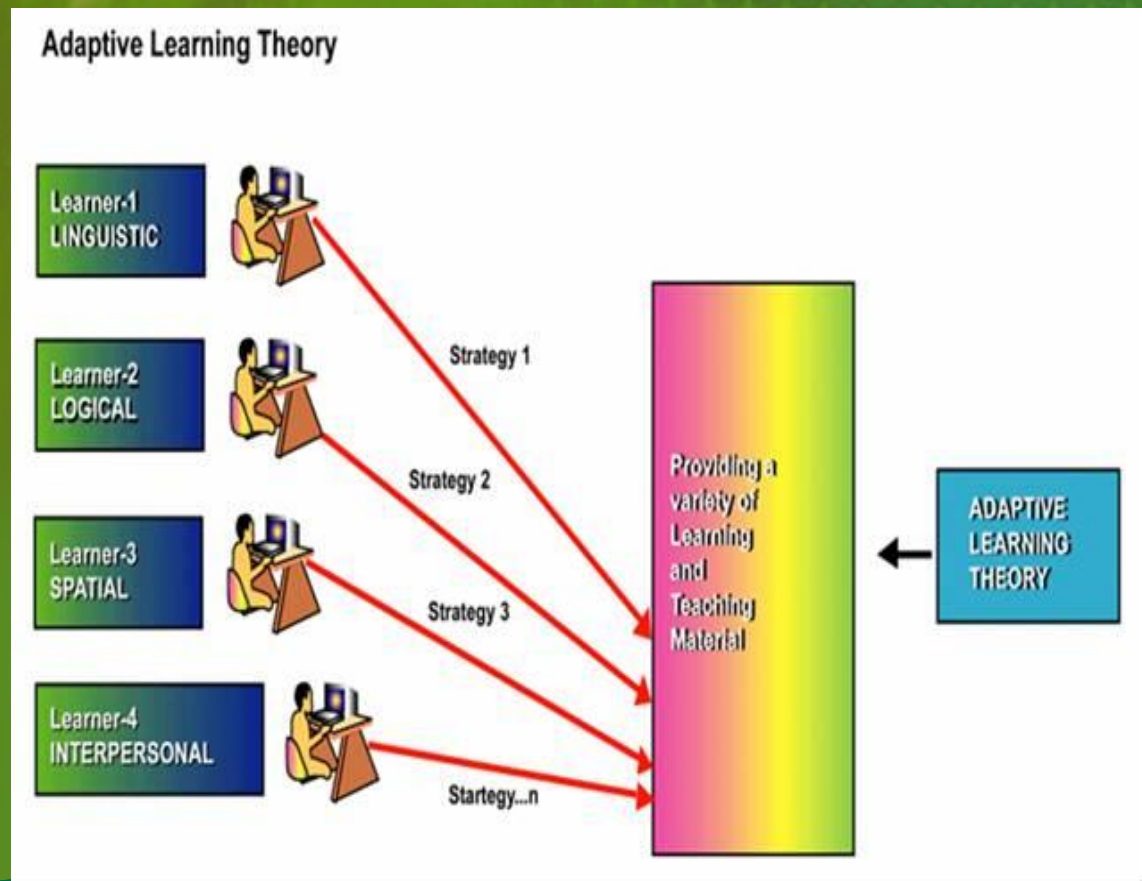 Adaptive Learning Theory
Learner-1
LINGUISTIC
Strategy 1
Learner-2
LOGICAL
Strategy 2
Learner-3
SPATIAL
Strategy 3
Learner-4
INTERPERSONAL
Startegy...n
Providing a
variety of
Learning
and
Teaching
Material
ADAPTIVE
LEARNING
THEORY